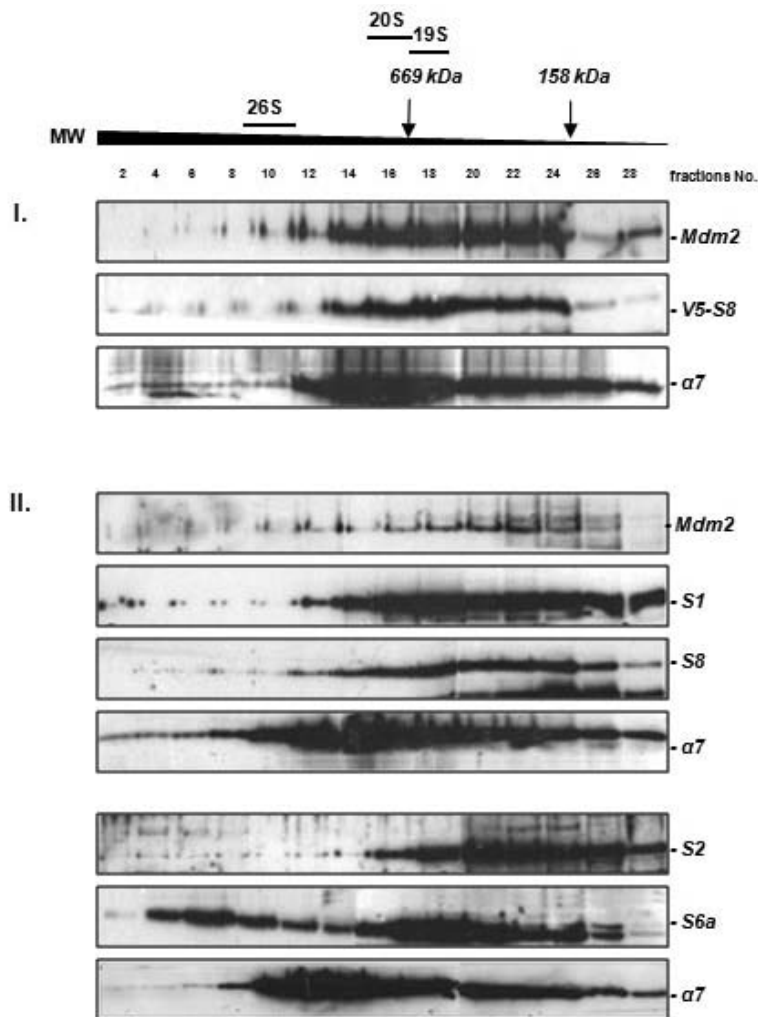 20S
19S
669 kDa 158 kDa
26S
MW
2 4 6 8 10 12 14 16 18 20 22 24 26 28 fractions No.
I.
- Mdm2
- V5-S8
- α7
II.
- Mdm2
- S1
- S8
- α7
- S2
- S6a
- α7